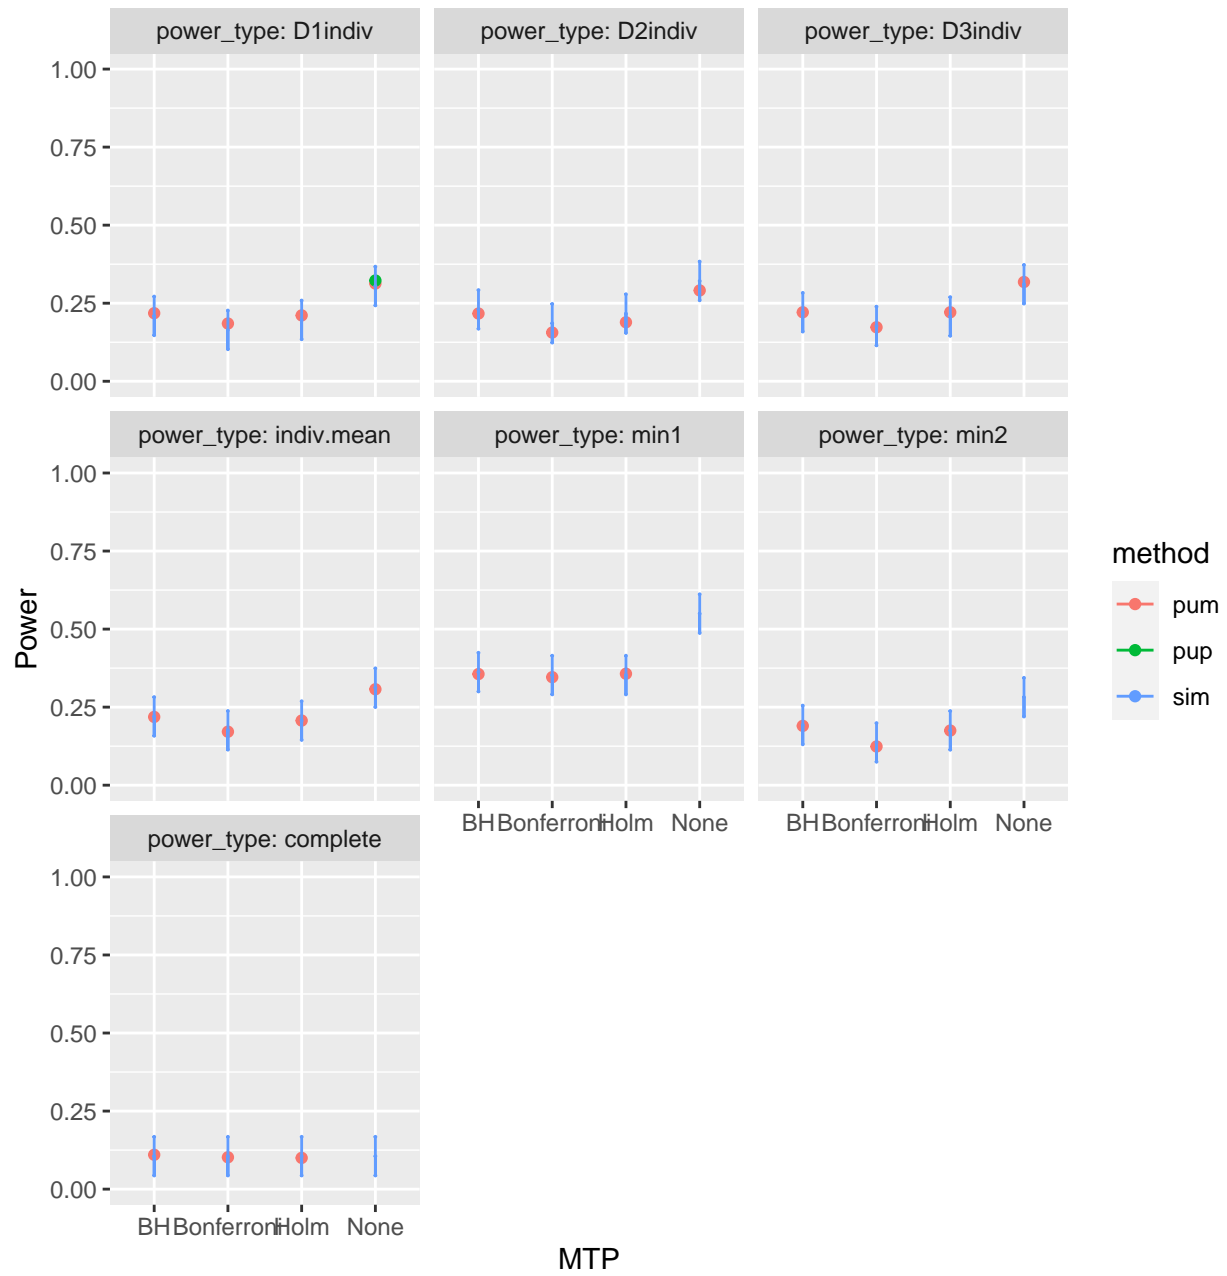 power_type: D1indiv power_type: D2indiv power_type: D3indiv
1.00
0.75
0.50
0.25
0.00
power_type: indiv.mean power_type: min1 power_type: min2
1.00
0.75
0.50
0.25
0.00
BH Bonferroni Holm None BH Bonferroni Holm None
power_type: complete
1.00
0.75
0.50
0.25
0.00
BH Bonferroni Holm None
MTP
Power
method
pum
pup
sim